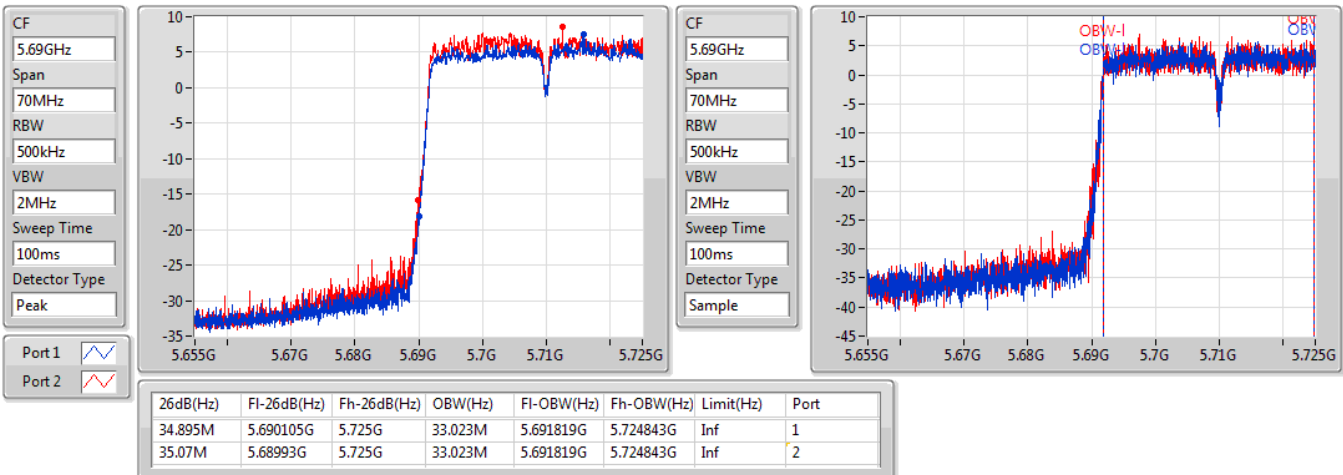 CF
5.69GHz
Span
70MHz
RBW
500kHz
VBW
2MHz
Sweep Time
100ms
Detector Type
Peak
Port 1
Port 2
10
5
0
-5
-10
-15
-20
-25
-30
-35
5.655G 5.67G 5.68G 5.69G 5.7G 5.71G 5.725G
CF
5.69GHz
Span
70MHz
RBW
500kHz
VBW
2MHz
Sweep Time
100ms
Detector Type
Sample
10
5
0
-5
-10
-15
-20
-25
-30
-35
-40
-45
OBW-l
OBW
OBW
5.655G 5.67G 5.68G 5.69G 5.7G 5.71G 5.725G
26dB(Hz) Fl-26dB(Hz) Fh-26dB(Hz) OBW(Hz) Fl-OBW(Hz) Fh-OBW(Hz) Limit(Hz) Port
34.895M 5.690105G 5.725G 33.023M 5.691819G 5.724843G Inf 1
35.07M 5.68993G 5.725G 33.023M 5.691819G 5.724843G Inf 2